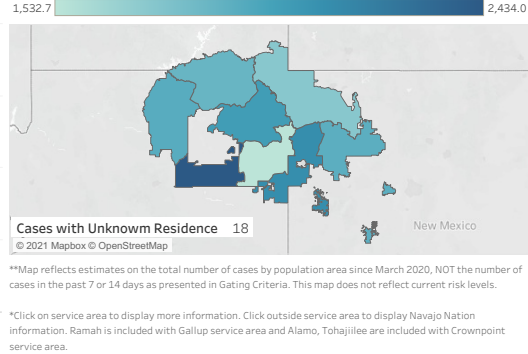 1,532.7 2,434.0
New Mexico
Cases with Unknowm Residence 18
© 2021 Mapbox © OpenStreetMap
**Map reflects estimates on the total number of cases by population area since March 2020, NOT the number of
cases in the past 7 or 14 days as presented in Gating Criteria. This map does not reflect current risk levels.
*Click on service area to display more information. Click outside service area to display Navajo Nation
information. Ramah is included with Gallup service area and Alamo, Tohajiilee are included with Crownpoint
service area.